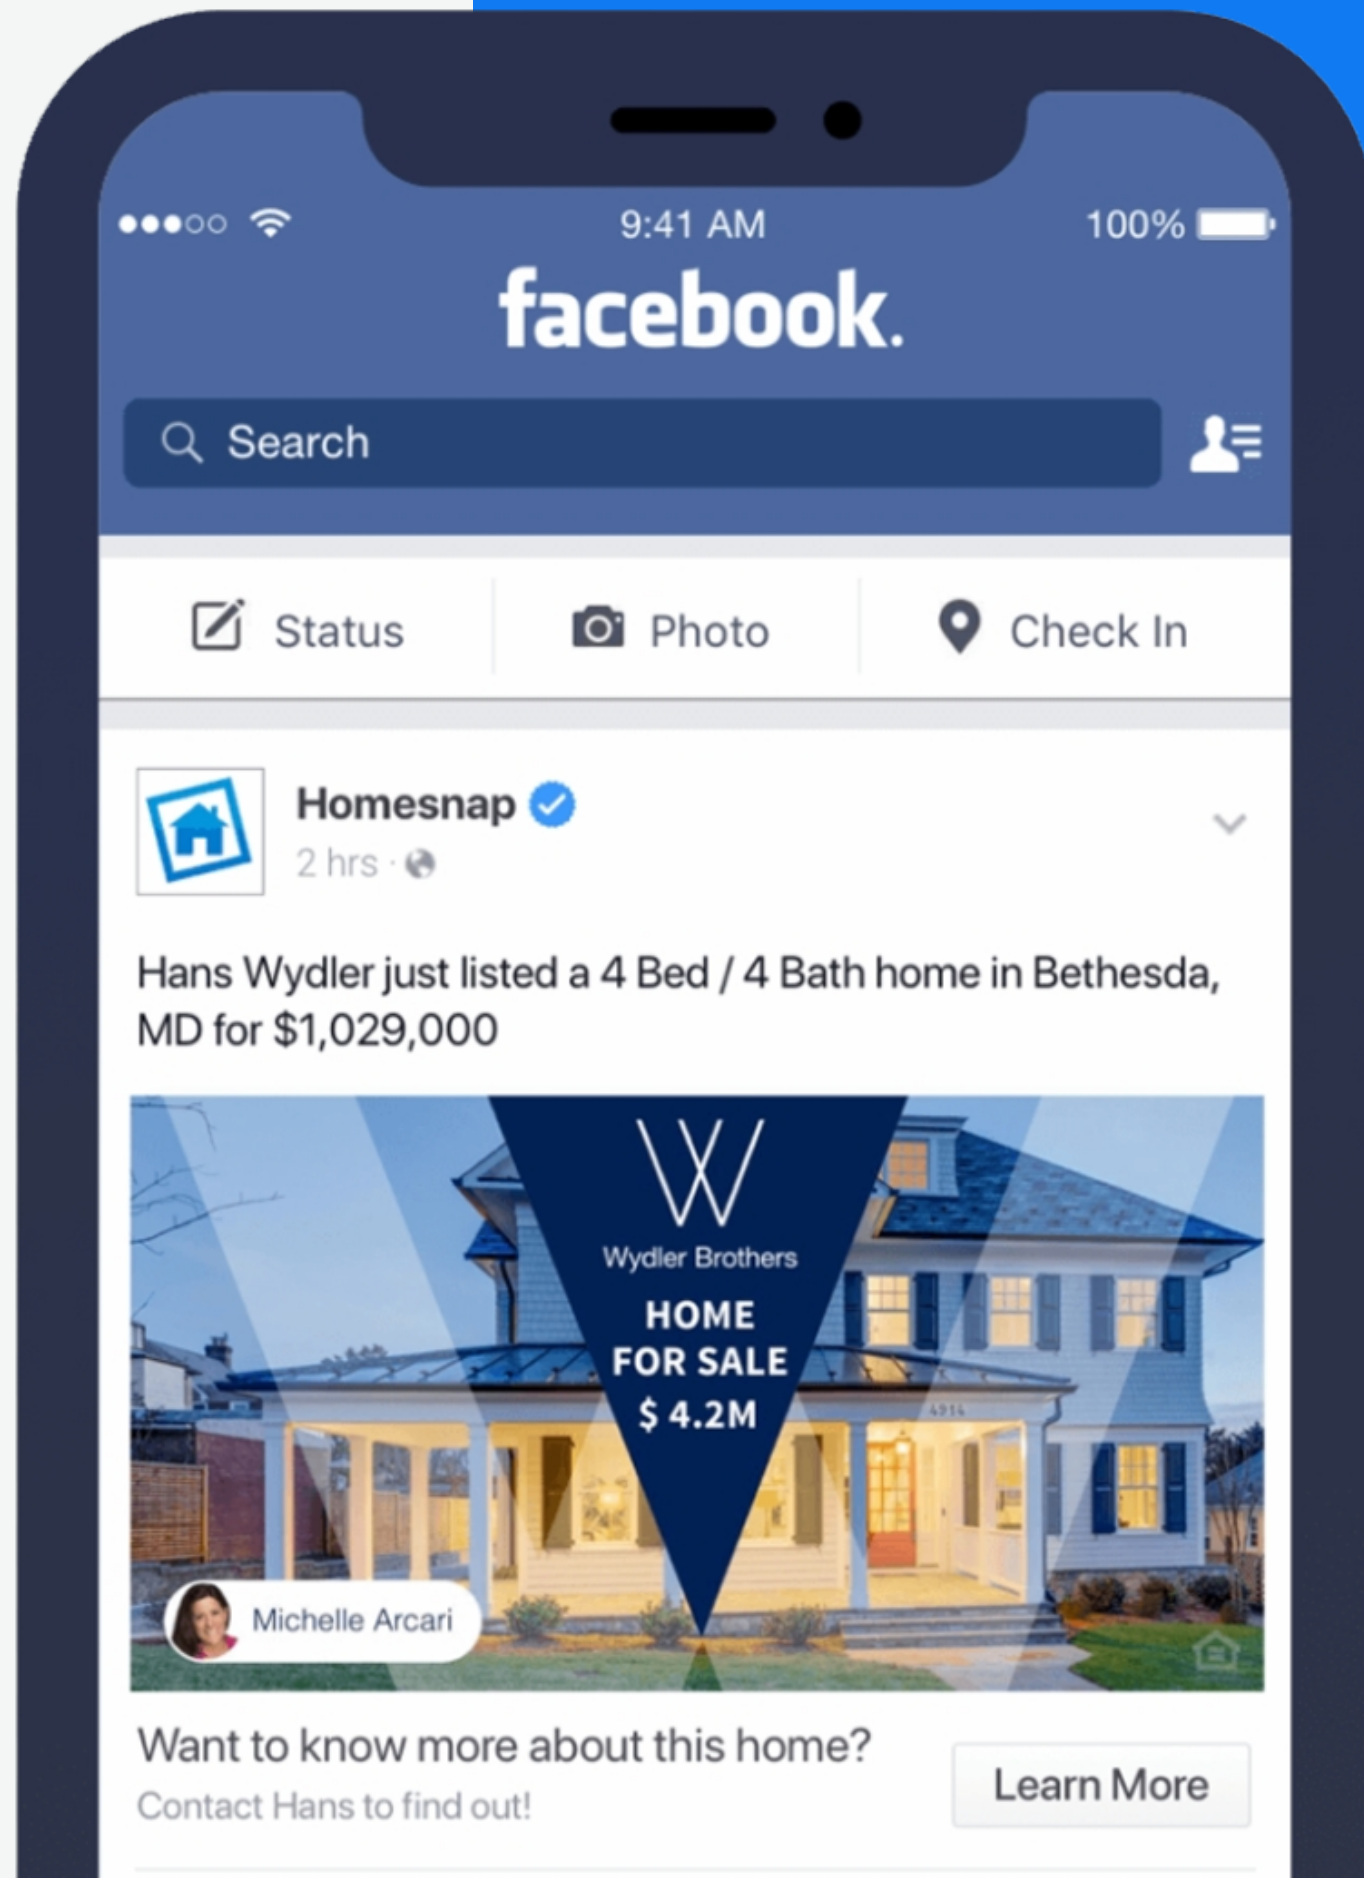 9:41 AM
100%
facebook.
Search
Status
Photo
Check In
Homesnap
2 hrs ·
Hans Wydler just listed a 4 Bed / 4 Bath home in Bethesda,
MD for $1,029,000
W
Wydler Brothers
HOME
FOR SALE
$ 4.2M
4914
Michelle Arcari
Want to know more about this home?
Contact Hans to find out!
Learn More